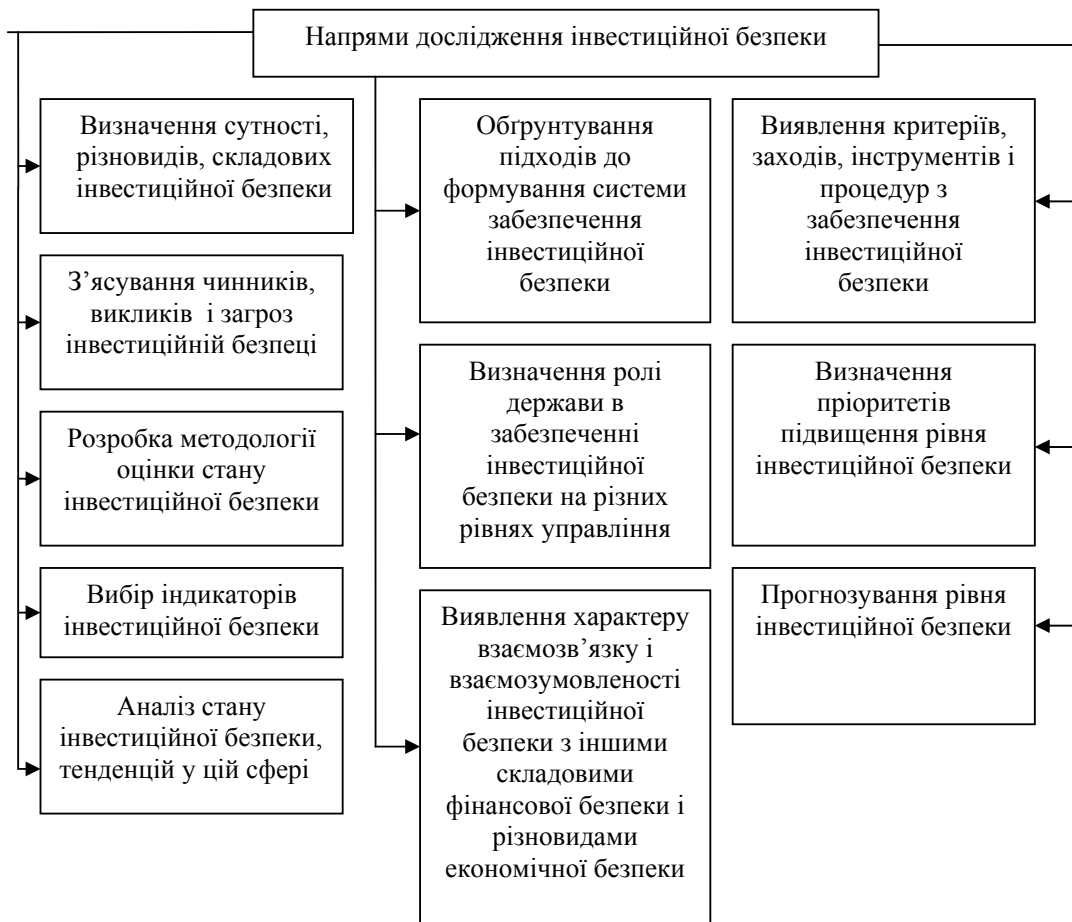 Напрями дослідження інвестиційної безпеки
Визначення сутності,
різновидів, складових
інвестиційної безпеки
З’ясування чинників,
викликів і загроз
інвестиційній безпеці
Розробка методології
оцінки стану
інвестиційної безпеки
Вибір індикаторів
інвестиційної безпеки
Аналіз стану
інвестиційної безпеки,
тенденцій у цій сфері
Обґрунтування
підходів до
формування системи
забезпечення
інвестиційної
безпеки
Визначення ролі
держави в
забезпеченні
інвестиційної
безпеки на різних
рівнях управління
Виявлення характеру
взаємозв’язку і
взаємозумовленості
інвестиційної
безпеки з іншими
складовими
фінансової безпеки і
різновидами
економічної безпеки
Виявлення критеріїв,
заходів, інструментів і
процедур з
забезпечення
інвестиційної
безпеки
Визначення
пріоритетів
підвищення рівня
інвестиційної безпеки
Прогнозування рівня
інвестиційної безпеки